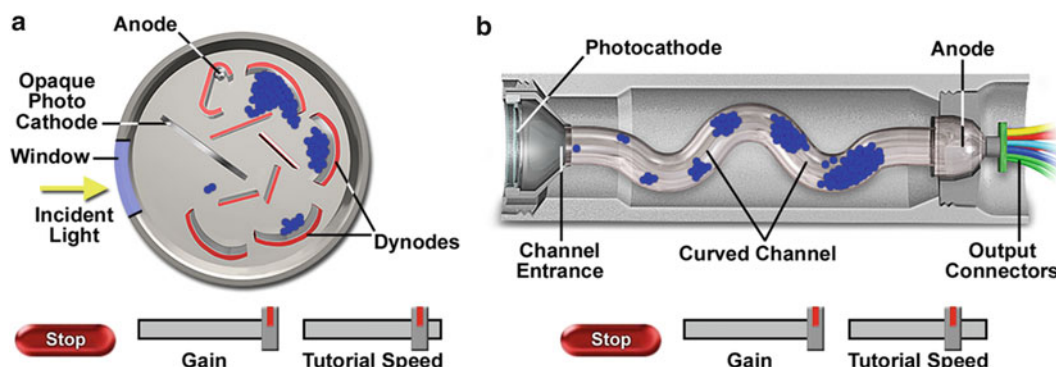 a
Anode
Opaque
Photo
Cathode
Window
Incident
Light
Dynodes
Stop
Gain
Tutorial Speed
b
Photocathode
Anode
Channel
Entrance
Curved Channel
Output
Connectors
Stop
Gain
Tutorial Speed